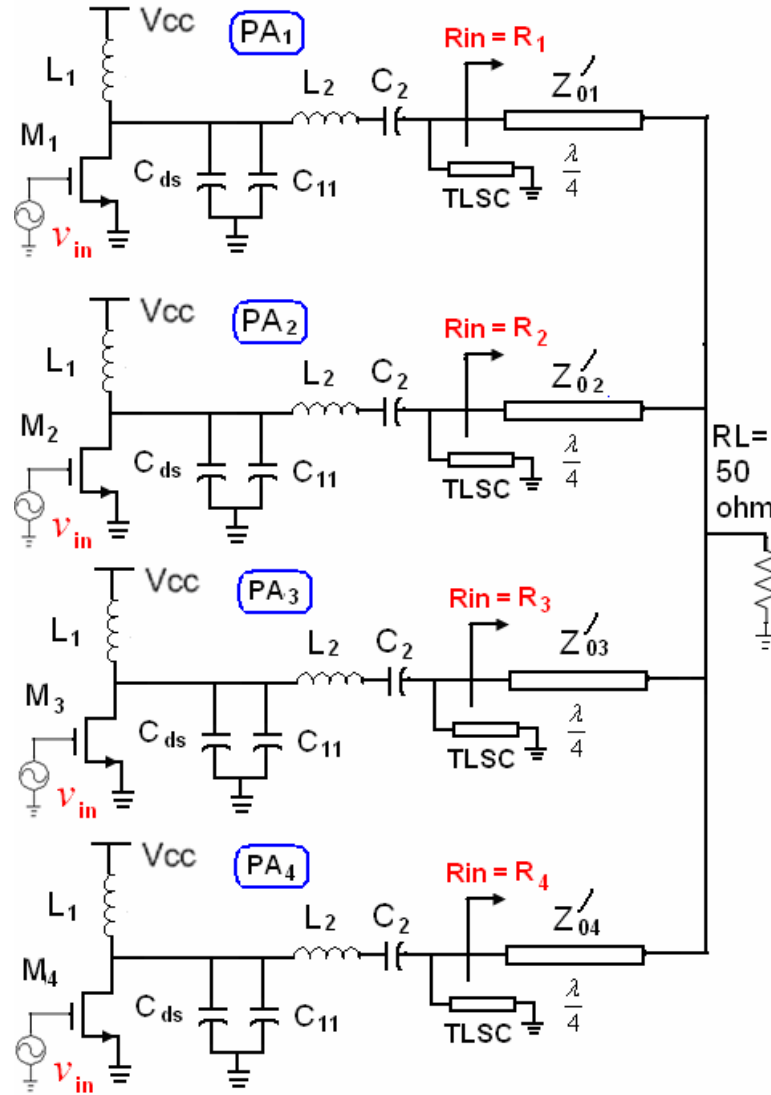 Vcc PA1 Rin = R1
L1 L2 C2 Z′01
M1 Cds C11 TLSC λ/4
vin
Vcc PA2 Rin = R2
L1 L2 C2 Z′02
M2 Cds C11 TLSC λ/4
vin
RL=
50
ohm
Vcc PA3 Rin = R3
L1 L2 C2 Z′03
M3 Cds C11 TLSC λ/4
vin
Vcc PA4 Rin = R4
L1 L2 C2 Z′04
M4 Cds C11 TLSC λ/4
vin